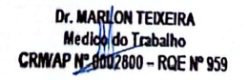 Dr. MARLON TEIXEIRA
Medico do Trabalho
CRM/AP Nº 0002800 – RQE Nº 959